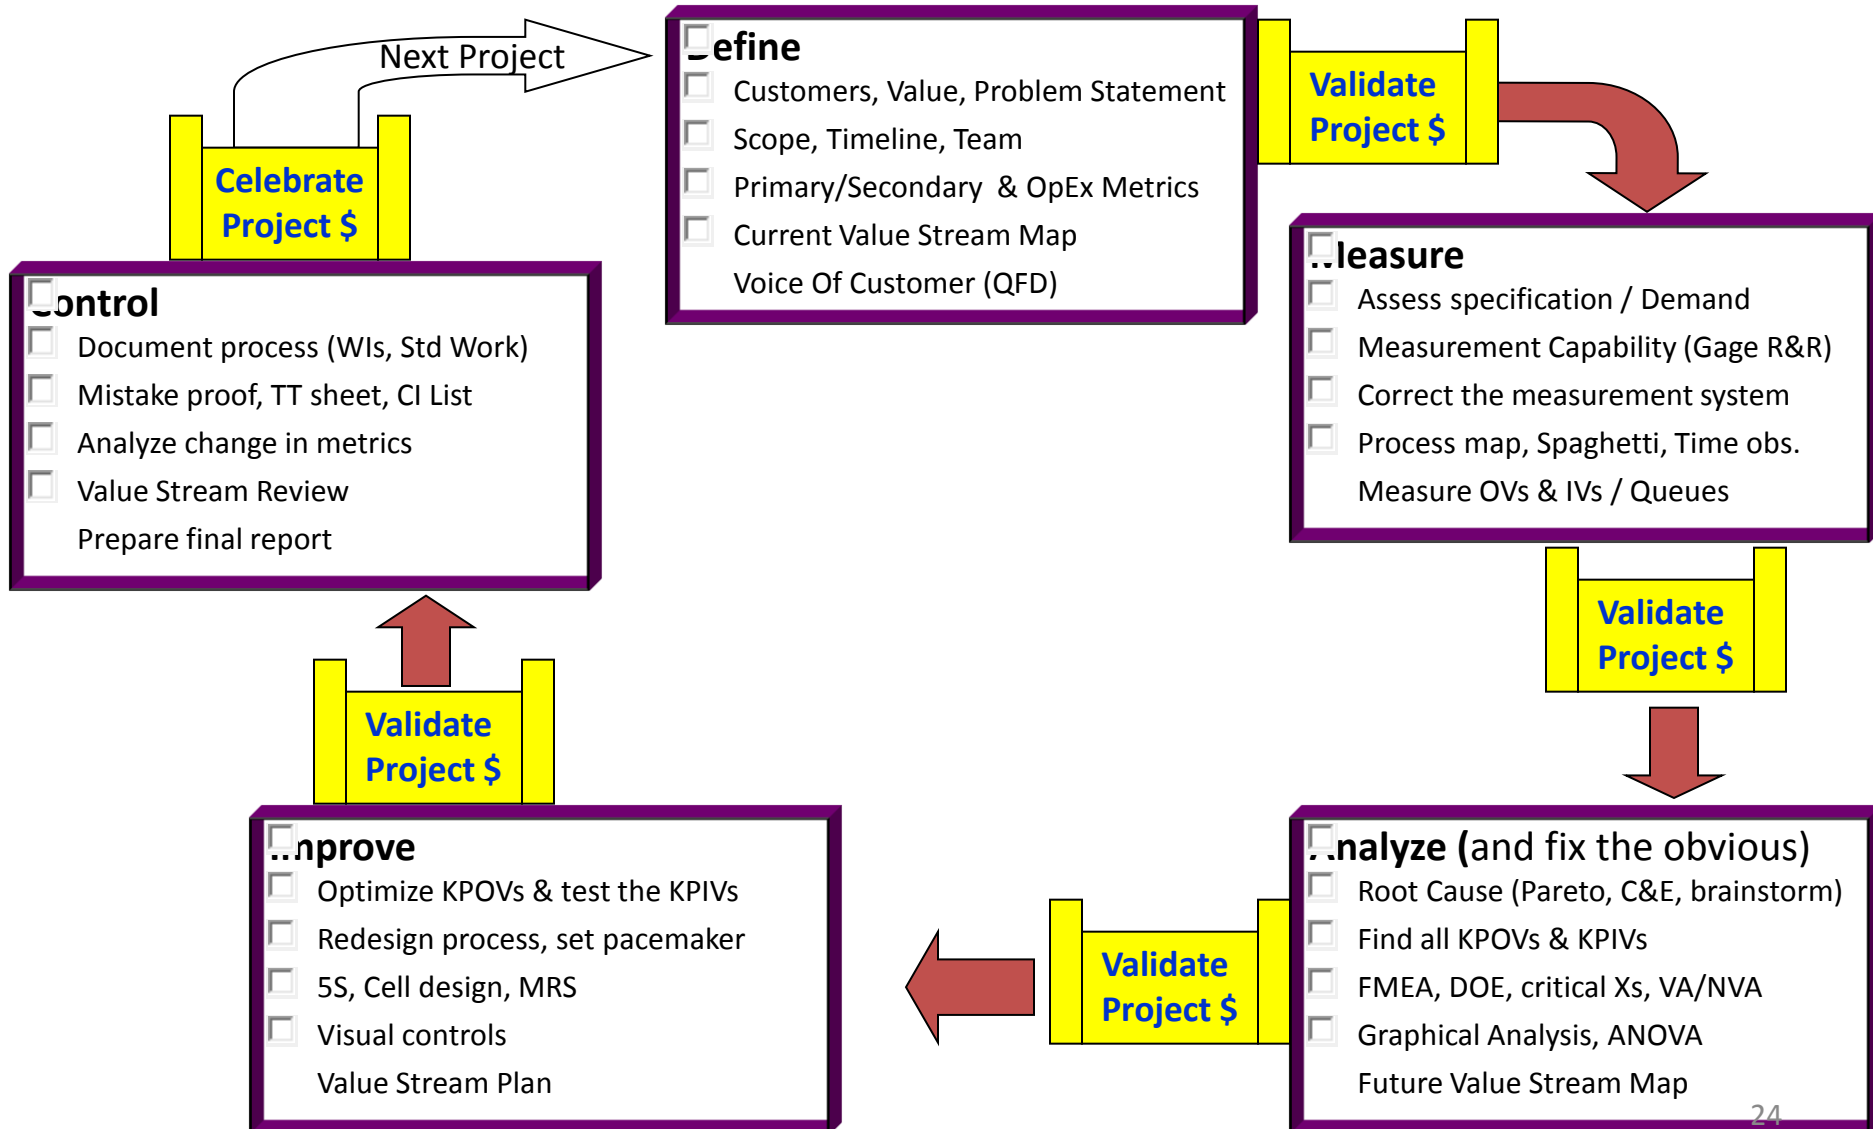 Next Project
Define
Customers, Value, Problem Statement
Scope, Timeline, Team
Primary/Secondary & OpEx Metrics
Current Value Stream Map
Voice Of Customer (QFD)
Validate
Project $
Measure
Assess specification / Demand
Measurement Capability (Gage R&R)
Correct the measurement system
Process map, Spaghetti, Time obs.
Measure OVs & IVs / Queues
Validate
Project $
Analyze (and fix the obvious)
Root Cause (Pareto, C&E, brainstorm)
Find all KPOVs & KPIVs
FMEA, DOE, critical Xs, VA/NVA
Graphical Analysis, ANOVA
Future Value Stream Map
Validate
Project $
Improve
Optimize KPOVs & test the KPIVs
Redesign process, set pacemaker
5S, Cell design, MRS
Visual controls
Value Stream Plan
Validate
Project $
Control
Document process (WIs, Std Work)
Mistake proof, TT sheet, CI List
Analyze change in metrics
Value Stream Review
Prepare final report
Celebrate
Project $
24